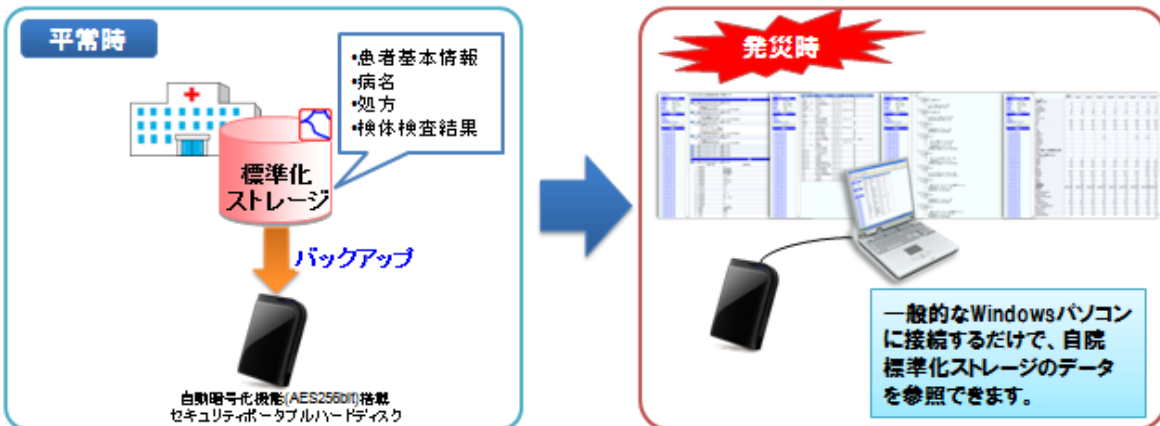 平常時
・患者基本情報
・病名
・処方
・検体検査結果
標準化
ストレージ
バックアップ
自動暗号化機能(AES256bit)搭載
セキュリティポータブルハードディスク
発災時
一般的なWindowsパソコン
に接続するだけで、自院
標準化ストレージのデータ
を参照できます。